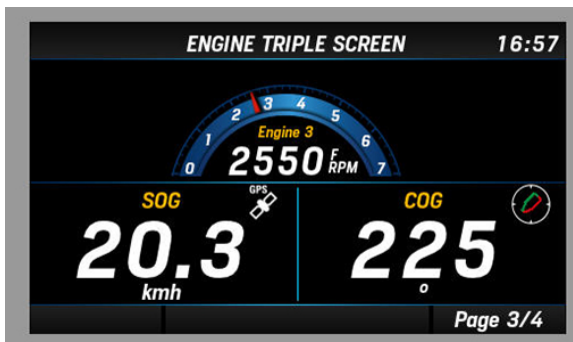 ENGINE TRIPLE SCREEN 16:57
0 1 2 3 4 5 6 7
Engine 3
2550 F RPM
SOG GPS
20.3
kmh
COG
225
°
Page 3/4